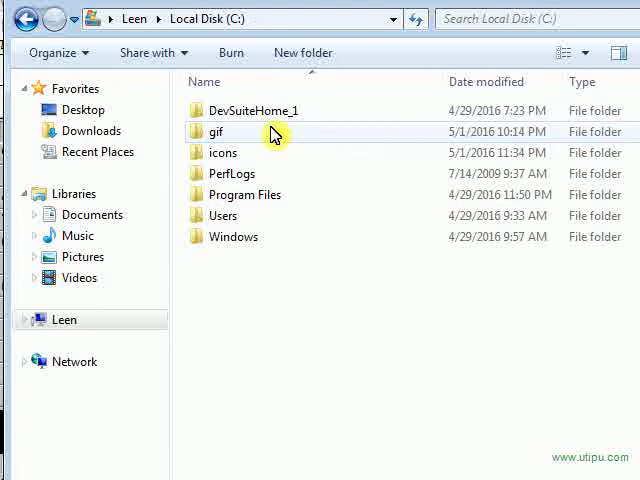 Leen Local Disk (C:) Search Local Disk (C:)
Organize Share with Burn New folder
Name Date modified Type
Favorites
Desktop
Downloads
Recent Places
Libraries
Documents
Music
Pictures
Videos
Leen
Network
DevSuiteHome_1 4/29/2016 7:23 PM File folder
gif 5/1/2016 10:14 PM File folder
icons 5/1/2016 11:34 PM File folder
PerfLogs 7/14/2009 9:37 AM File folder
Program Files 4/29/2016 11:50 PM File folder
Users 4/29/2016 9:33 AM File folder
Windows 4/29/2016 9:57 AM File folder
www.utipu.com